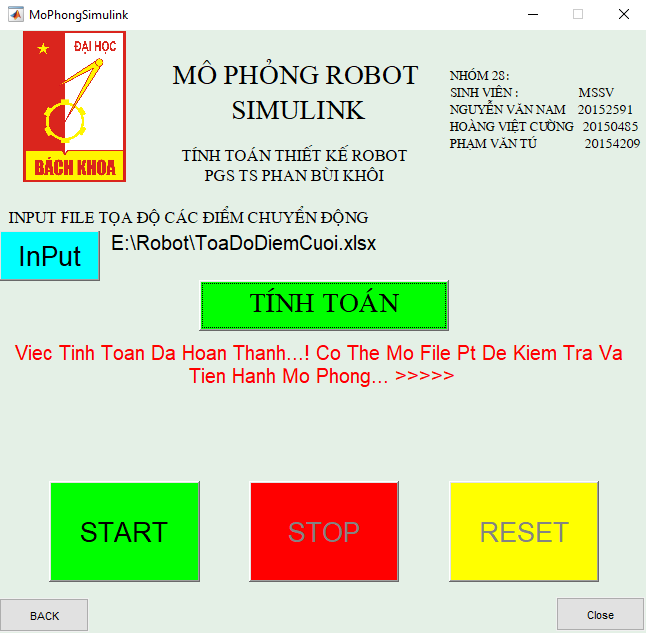 MoPhongSimulink
ĐẠI HỌC
BÁCH KHOA
MÔ PHỎNG ROBOT
SIMULINK
TÍNH TOÁN THIẾT KẾ ROBOT
PGS TS PHAN BÙI KHÔI
NHÓM 28:
SINH VIÊN : MSSV
NGUYỄN VĂN NAM 20152591
HOÀNG VIỆT CƯỜNG 20150485
PHẠM VĂN TÚ 20154209
INPUT FILE TỌA ĐỘ CÁC ĐIỂM CHUYỂN ĐỘNG
InPut E:\Robot\ToaDoDiemCuoi.xlsx
TÍNH TOÁN
Viec Tinh Toan Da Hoan Thanh...! Co The Mo File Pt De Kiem Tra Va
Tien Hanh Mo Phong... >>>>>
START STOP RESET
BACK Close